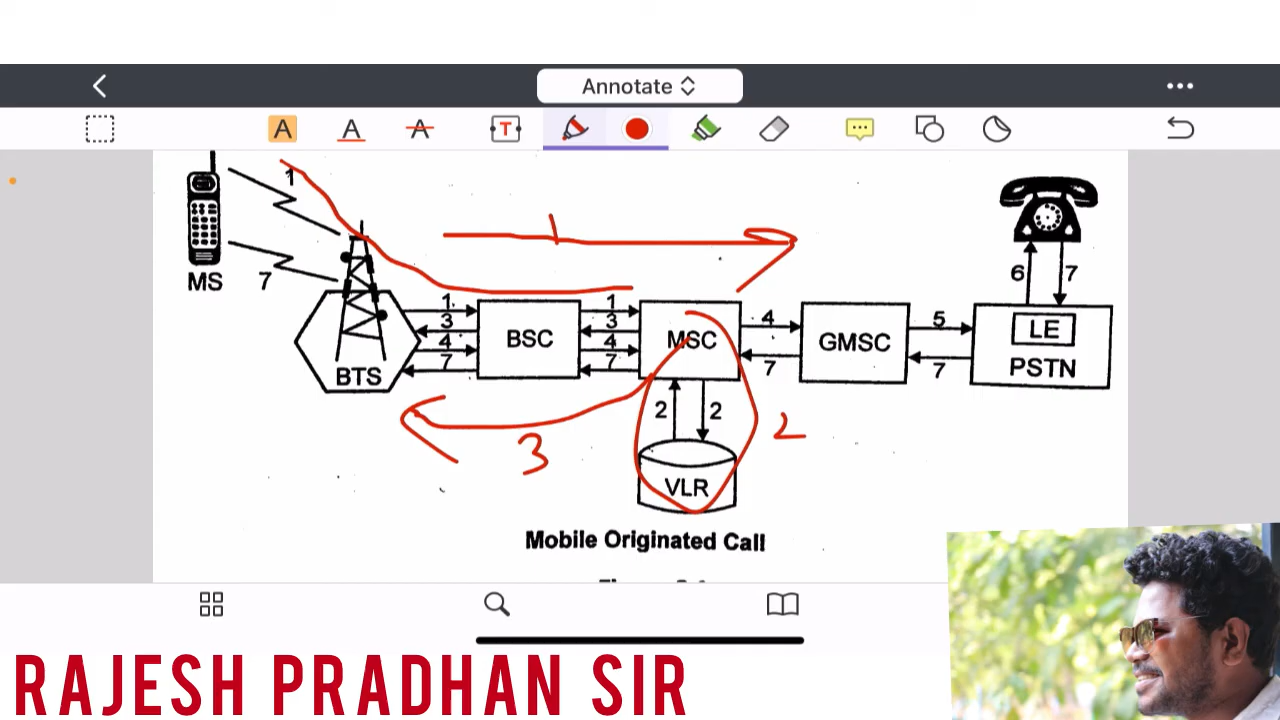 Annotate
A A A T
1
1
MS 7
6 7
1 1
3 3 4 5
BSC MSC GMSC LE
4 4
7 7 7 7 PSTN
BTS
2 2 2
3
VLR
Mobile Originated Call
RAJESH PRADHAN SIR